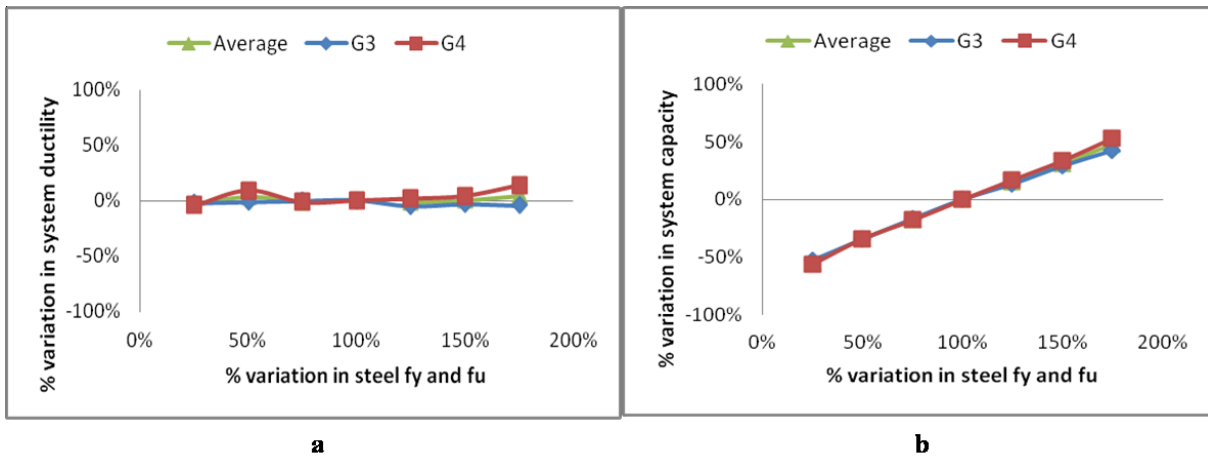 Average G3 G4
100%
50%
0%
-50%
-100%
% variation in system ductility
0% 50% 100% 150% 200%
% variation in steel fy and fu
a
Average G3 G4
100%
50%
0%
-50%
-100%
% variation in system capacity
0% 50% 100% 150% 200%
% variation in steel fy and fu
b